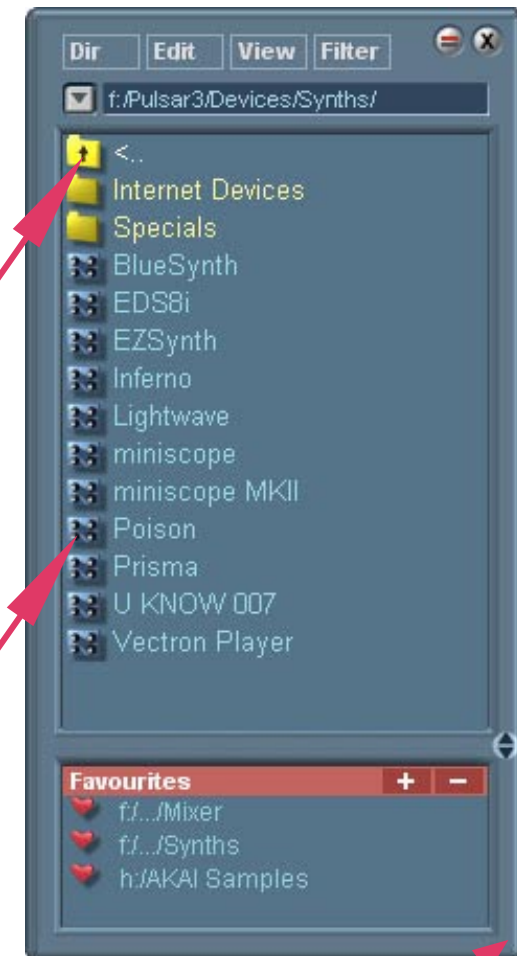 Dir Edit View Filter
f:/Pulsar3/Devices/Synths/
<..
Internet Devices
Specials
BlueSynth
EDS8i
EZSynth
Inferno
Lightwave
miniscope
miniscope MKII
Poison
Prisma
U KNOW 007
Vectron Player
Favourites + -
f:/.../Mixer
f:/.../Synths
h:/AKAI Samples